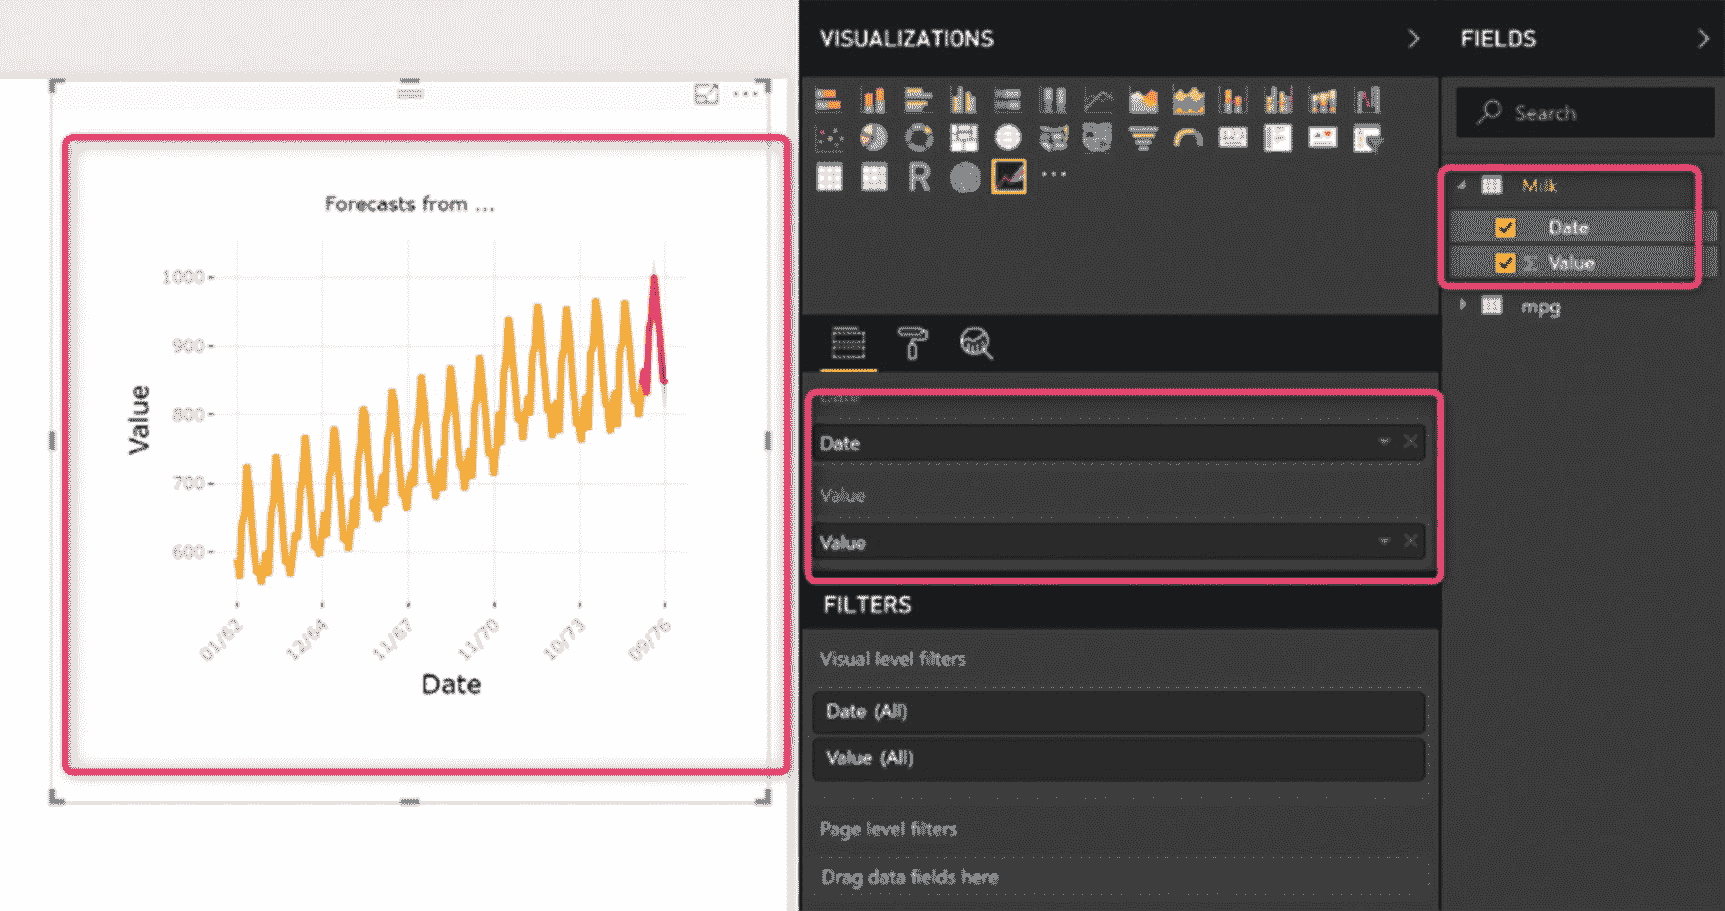 Forecasts from ...
1000
900
800
700
600
Value
01/62
12/64
11/67
11/70
10/73
09/76
Date
VISUALIZATIONS
R
Date
Date
Value
Value
FILTERS
Visual level filters
Date (All)
Value (All)
Page level filters
Drag data fields here
FIELDS
Search
Milk
Date
Σ Value
mpg